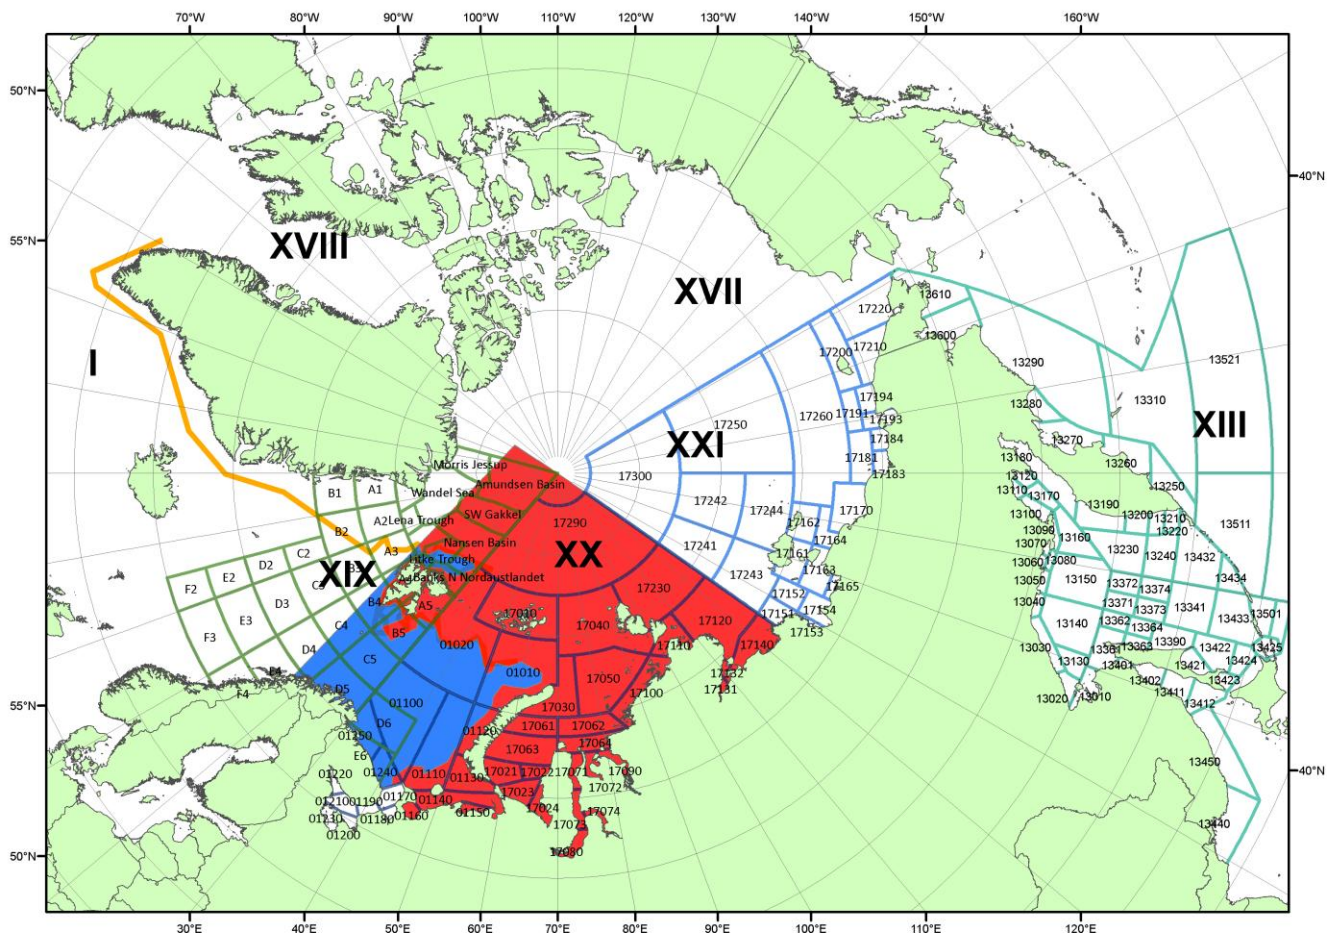 70°W 80°W 90°W 100°W 110°W 120°W 130°W 140°W 150°W 160°W
50°N
55°N
40°N
55°N
50°N
40°N
30°E 40°E 50°E 60°E 70°E 80°E 90°E 100°E 110°E 120°E
XVIII
XVII
I
XXI
XIII
XX
XIX
Morris Jessup
Amundsen Basin
Wandel Sea
SW Gakkel
Lena Trough
Nansen Basin
Litke Trough
Banks N Nordaustlandet
B1
A1
A2
B2
A3
C2
D2
E2
F2
D3
E3
F3
B4
A5
B5
C4
C5
D4
E4
F4
D5
D6
E6
17290
17010
17040
17230
17120
17140
17110
17132
17131
17100
17050
17030
17061
17062
17064
17063
17021
17022
17071
17090
17072
17023
17024
17074
17073
17080
01020
01010
01100
01120
01130
01110
01140
01150
01160
01170
01180
01190
01200
01210
01220
01230
01240
01250
17300
17250
17260
17200
17220
17210
17194
17191
17193
17184
17181
17183
17170
17242
17244
17241
17243
17162
17164
17161
17163
17165
17152
17154
17151
17153
13610
13600
13290
13280
13270
13260
13250
13310
13521
13511
13180
13120
13110
13170
13100
13190
13200
13210
13220
13090
13070
13160
13060
13080
13050
13150
13040
13230
13240
13432
13434
13372
13374
13371
13373
13341
13362
13364
13433
13501
13140
13030
13130
13361
13363
13390
13401
13402
13421
13422
13424
13425
13423
13411
13412
13020
13010
13450
13440